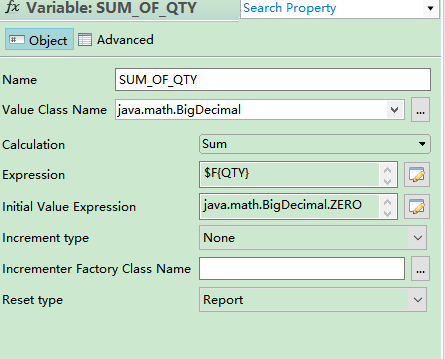 fx Variable: SUM_OF_QTY Search Property
Object Advanced
Name SUM_OF_QTY
Value Class Name java.math.BigDecimal ...
Calculation Sum
Expression $F{QTY}
Initial Value Expression java.math.BigDecimal.ZERO
Increment type None
Incrementer Factory Class Name ...
Reset type Report